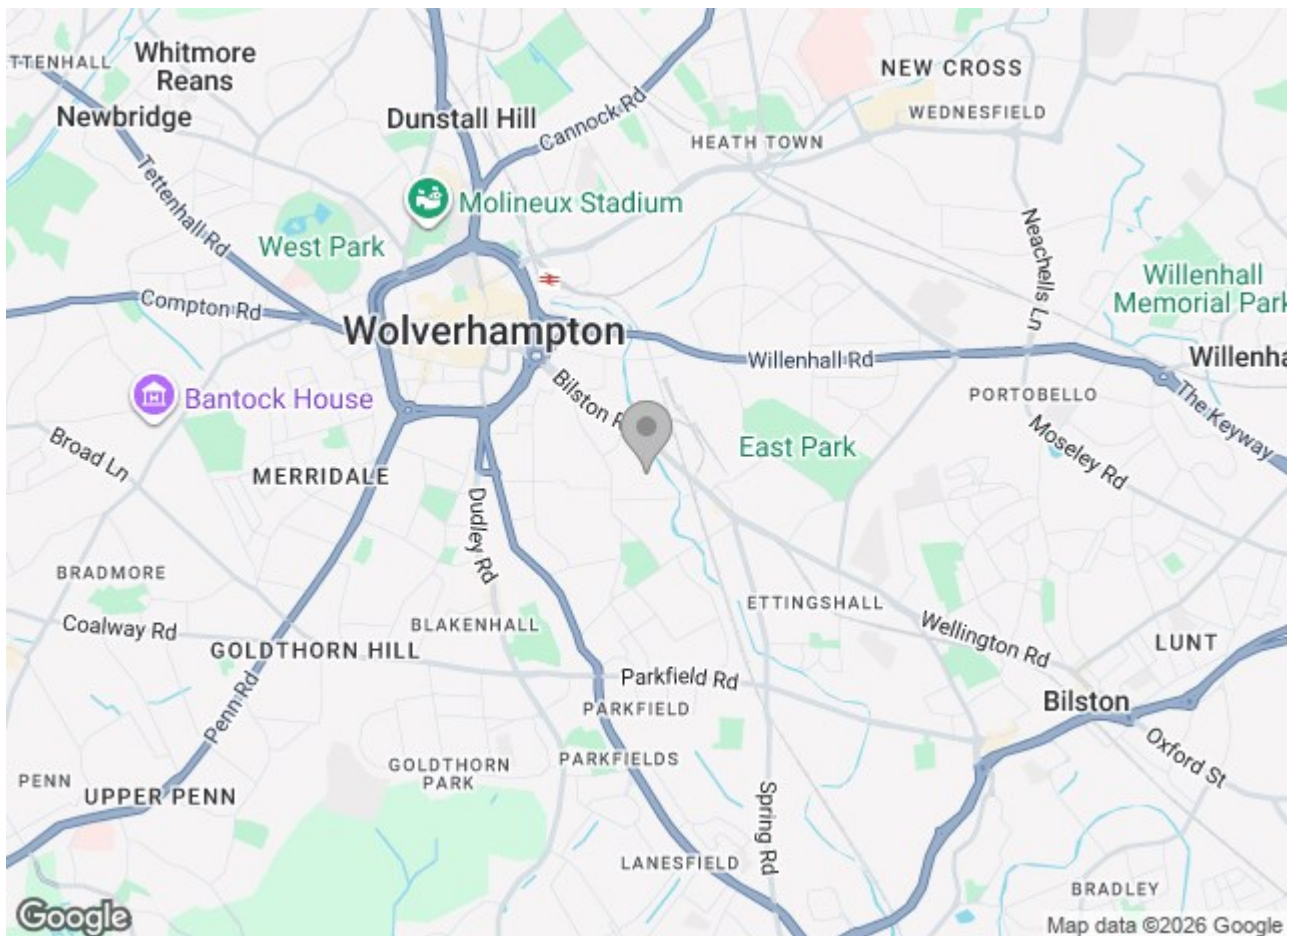 TTENHALL
Whitmore
Reans
Newbridge
Dunstall Hill
Cannock Rd
NEW CROSS
WEDNESFIELD
HEATH TOWN
Tettenhall Rd
Molineux Stadium
West Park
Neachells Ln
Willenhall
Memorial Park
Compton Rd
Wolverhampton
Willenhall Rd
Willenha
The Keyway
Bantock House
Bilston R
PORTOBELLO
Broad Ln
East Park
Moseley Rd
MERRIDALE
Dudley Rd
BRADMORE
ETTINGSHALL
Coalway Rd
BLAKENHALL
Wellington Rd
LUNT
GOLDTHORN HILL
Parkfield Rd
Penn Rd
PARKFIELD
Bilston
Oxford St
GOLDTHORN
PARK
PARKFIELDS
PENN
UPPER PENN
Spring Rd
LANESFIELD
BRADLEY
Google
Map data ©2026 Google